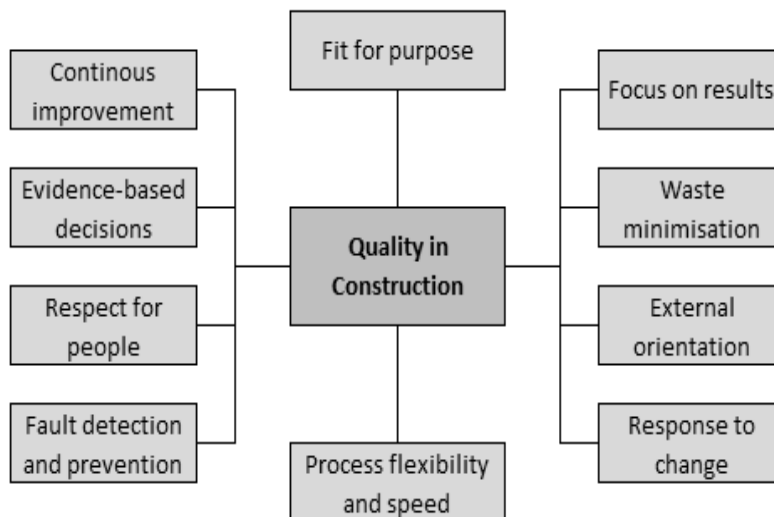 Fit for purpose
Continous
improvement
Focus on results
Evidence-based
decisions
Waste
minimisation
Quality in
Construction
Respect for
people
External
orientation
Fault detection
and prevention
Process flexibility
and speed
Response to
change